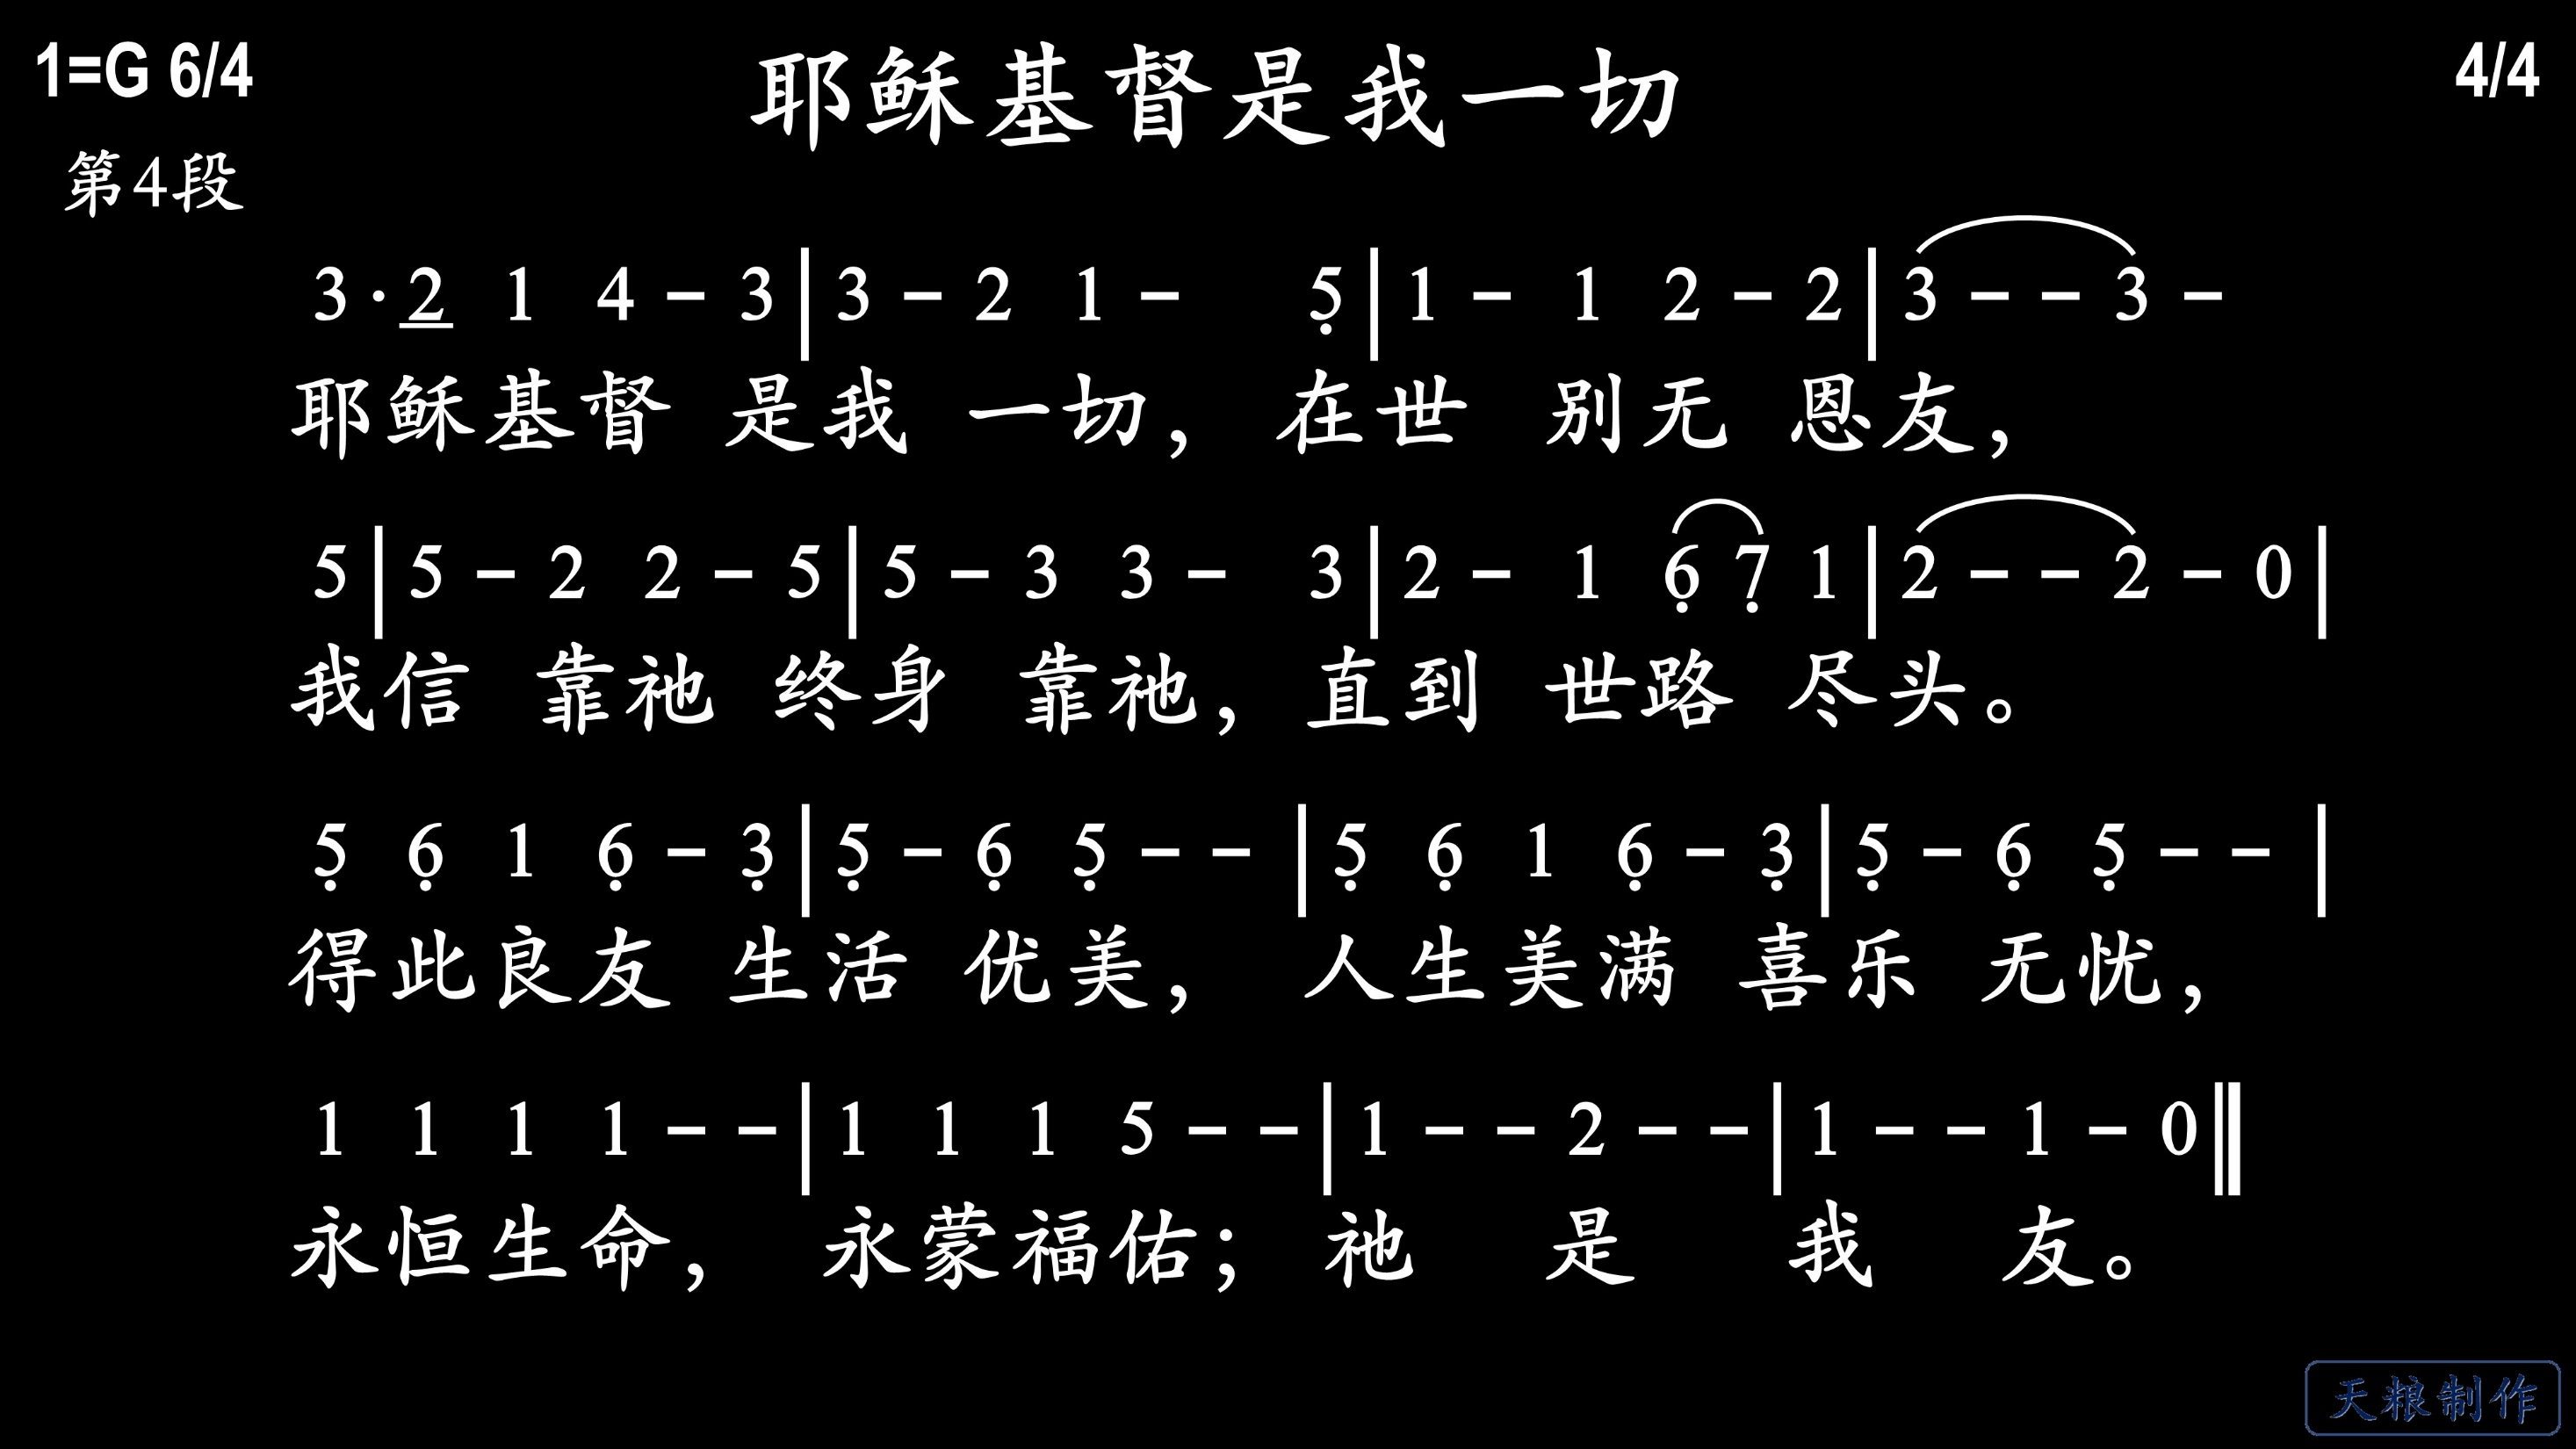 1=G 6/4 耶稣基督是我一切 4/4
第4段
3·2 1 4 - 3 | 3 - 2 1 - 5̣ | 1 - 1 2 - 2 | 3 - - 3 -
耶稣基督 是我 一切，在世 别无 恩友，
5 | 5 - 2 2 - 5 | 5 - 3 3 - 3 | 2 - 1 6̣ 7̣ 1 | 2 - - 2 - 0 |
我信 靠祂 终身 靠祂，直到 世路 尽头。
5̣ 6̣ 1 6̣ - 3̣ | 5̣ - 6̣ 5̣ - - | 5̣ 6̣ 1 6̣ - 3̣ | 5̣ - 6̣ 5̣ - - |
得此良友 生活 优美，人生美满 喜乐 无忧，
1 1 1 1 - - | 1 1 1 5 - - | 1 - - 2 - - | 1 - - 1 - 0 ‖
永恒生命，永蒙福佑；祂 是 我 友。
天粮制作